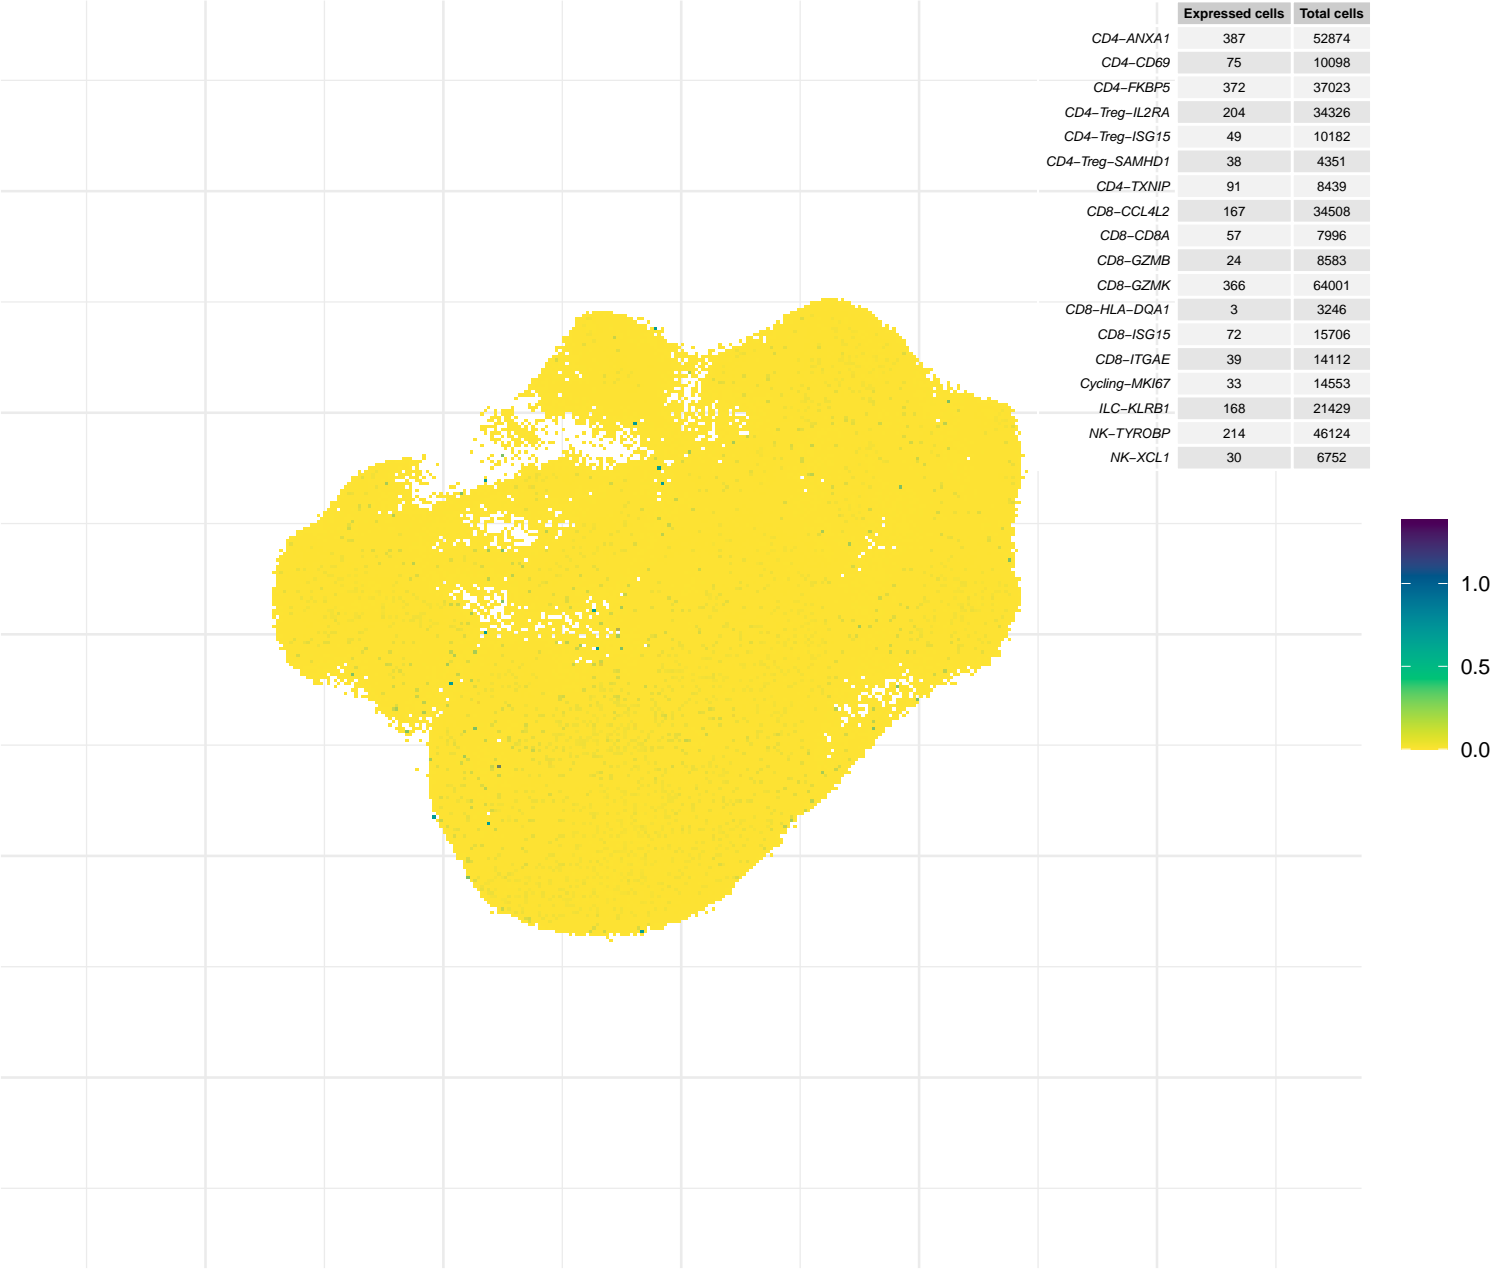 Expressed cells Total cells
CD4−ANXA1 387 52874
CD4−CD69 75 10098
CD4−FKBP5 372 37023
CD4−Treg−IL2RA 204 34326
CD4−Treg−ISG15 49 10182
CD4−Treg−SAMHD1 38 4351
CD4−TXNIP 91 8439
CD8−CCL4L2 167 34508
CD8−CD8A 57 7996
CD8−GZMB 24 8583
CD8−GZMK 366 64001
CD8−HLA−DQA1 3 3246
CD8−ISG15 72 15706
CD8−ITGAE 39 14112
Cycling−MKI67 33 14553
ILC−KLRB1 168 21429
NK−TYROBP 214 46124
NK−XCL1 30 6752
1.0
0.5
0.0